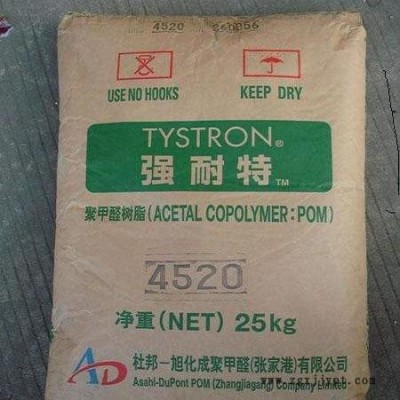 4520
USE NO HOOKS
KEEP DRY
TYSTRON®
强耐特™
聚甲醛树脂(ACETAL COPOLYMER:POM)
4520
净重(NET) 25kg
AD
杜邦一旭化成聚甲醛(张家港)有限公司
Asahi-DuPont POM (Zhangjiagang) Company Limited